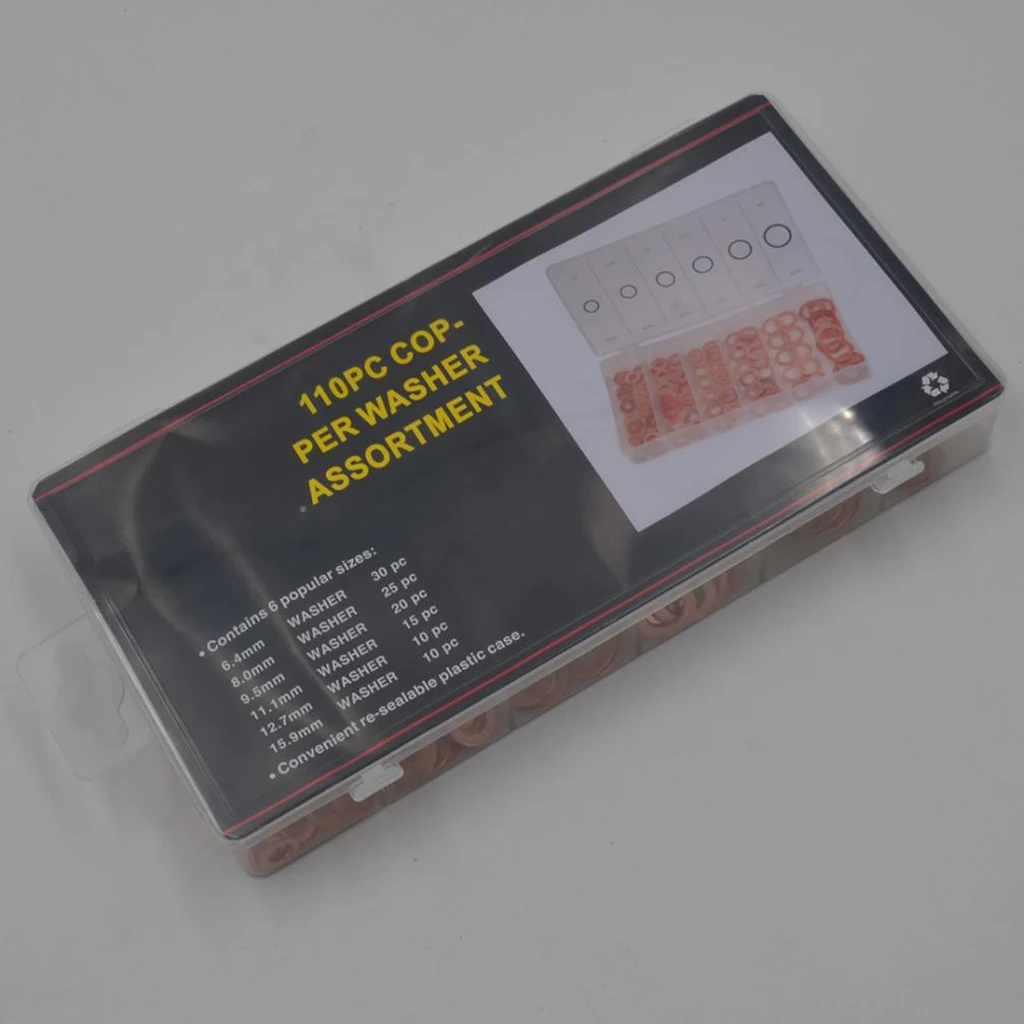 110PC COP-
PER WASHER
ASSORTMENT
•Contains 6 popular sizes:
6.4mm WASHER 30 pc
8.0mm WASHER 25 pc
9.5mm WASHER 20 pc
11.1mm WASHER 15 pc
12.7mm WASHER 10 pc
15.9mm WASHER 10 pc
•Convenient re-sealable plastic case.